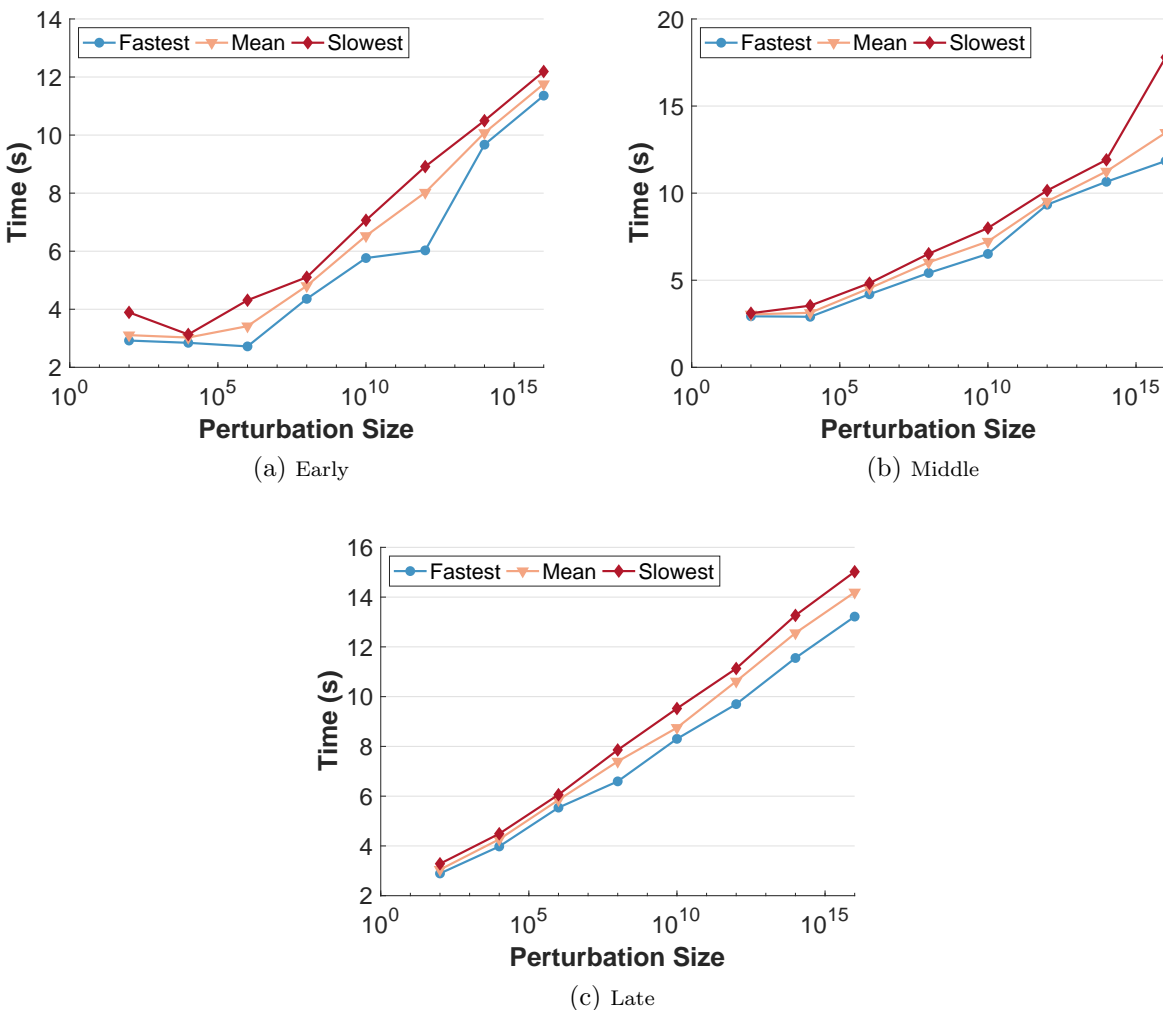 14
12
10
8
6
4
2
Time (s)
Fastest Mean Slowest
10^0 10^5 10^10 10^15
Perturbation Size
(a) Early
20
15
10
5
0
Time (s)
Fastest Mean Slowest
10^0 10^5 10^10 10^15
Perturbation Size
(b) Middle
16
14
12
10
8
6
4
2
Time (s)
Fastest Mean Slowest
10^0 10^5 10^10 10^15
Perturbation Size
(c) Late